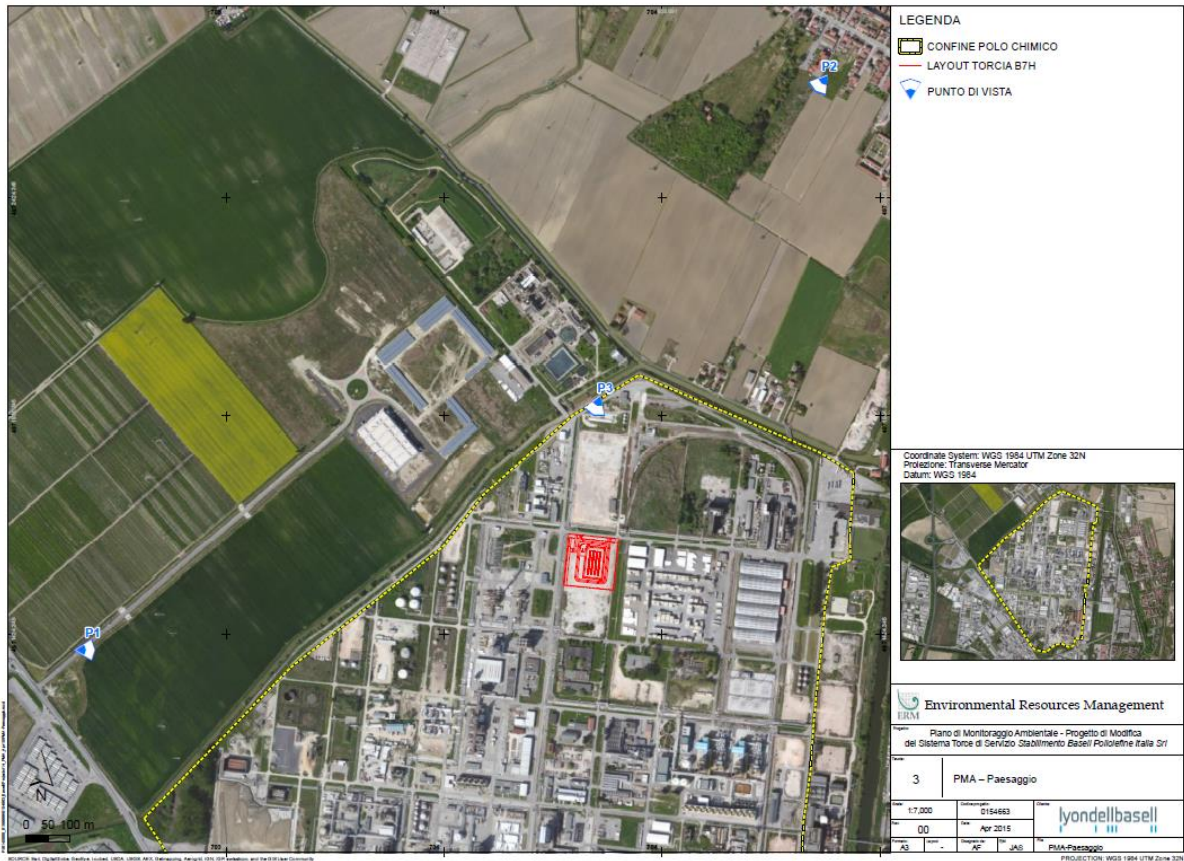 LEGENDA
CONFINE POLO CHIMICO
LAYOUT TORCIA B7H
PUNTO DI VISTA
P2
P3
P1
N
0 50 100 m
Coordinate System: WGS 1984 UTM Zone 32N
Proiezione: Transverse Mercator
Datum: WGS 1984
ERM
Environmental Resources Management
Progetto
Plano di Monitoraggio Ambientale - Progetto di Modifica
del Sistema Torce di Servizio Stabilimento Basell Poliolefine Italia Srl
3
PMA – Paesaggio
1:7,000
0154663
lyondellbasell
00
Apr 2015
A3
-
AF
JAS
PMA-Paesaggio
PROJECTION: WGS 1984 UTM Zone 32N